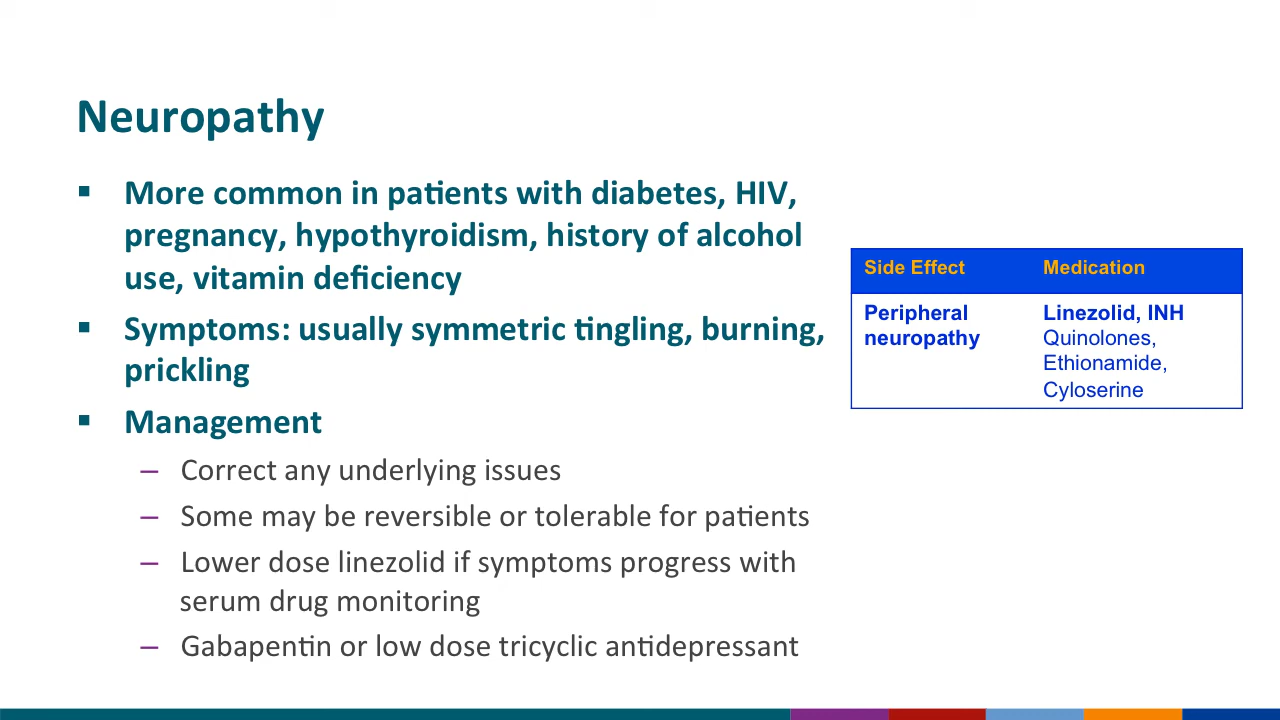 Neuropathy
▪ More common in patients with diabetes, HIV,
pregnancy, hypothyroidism, history of alcohol
use, vitamin deficiency
▪ Symptoms: usually symmetric tingling, burning,
prickling
▪ Management
– Correct any underlying issues
– Some may be reversible or tolerable for patients
– Lower dose linezolid if symptoms progress with
serum drug monitoring
– Gabapentin or low dose tricyclic antidepressant
Side Effect Medication
Peripheral Linezolid, INH
neuropathy Quinolones,
Ethionamide,
Cyloserine